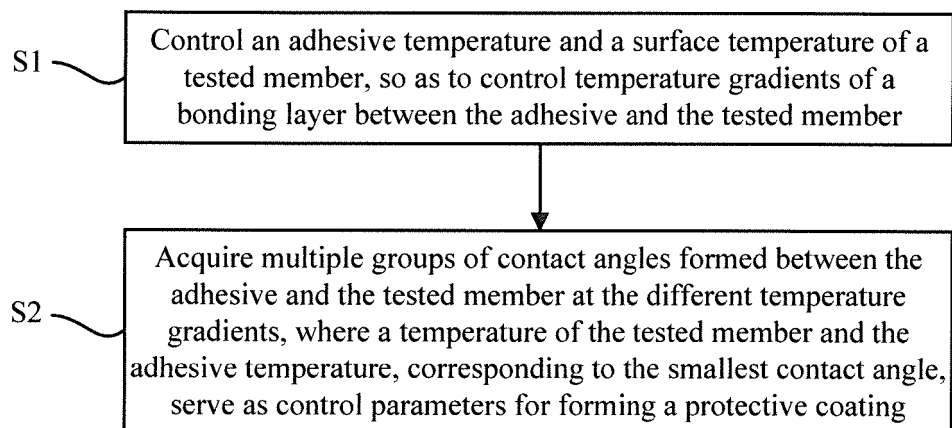 S1
Control an adhesive temperature and a surface temperature of a
tested member, so as to control temperature gradients of a
bonding layer between the adhesive and the tested member
S2
Acquire multiple groups of contact angles formed between the
adhesive and the tested member at the different temperature
gradients, where a temperature of the tested member and the
adhesive temperature, corresponding to the smallest contact angle,
serve as control parameters for forming a protective coating